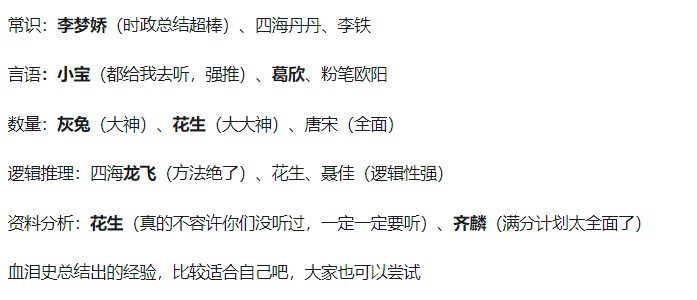 常识：李梦娇（时政总结超棒）、四海丹丹、李铁
言语：小宝（都给我去听，强推）、葛欣、粉笔欧阳
数量：灰兔（大神）、花生（大大神）、唐宋（全面）
逻辑推理：四海龙飞（方法绝了）、花生、聂佳（逻辑性强）
资料分析：花生（真的不容许你们没听过，一定一定要听）、齐麟（满分计划太全面了）
血泪史总结出的经验，比较适合自己吧，大家也可以尝试